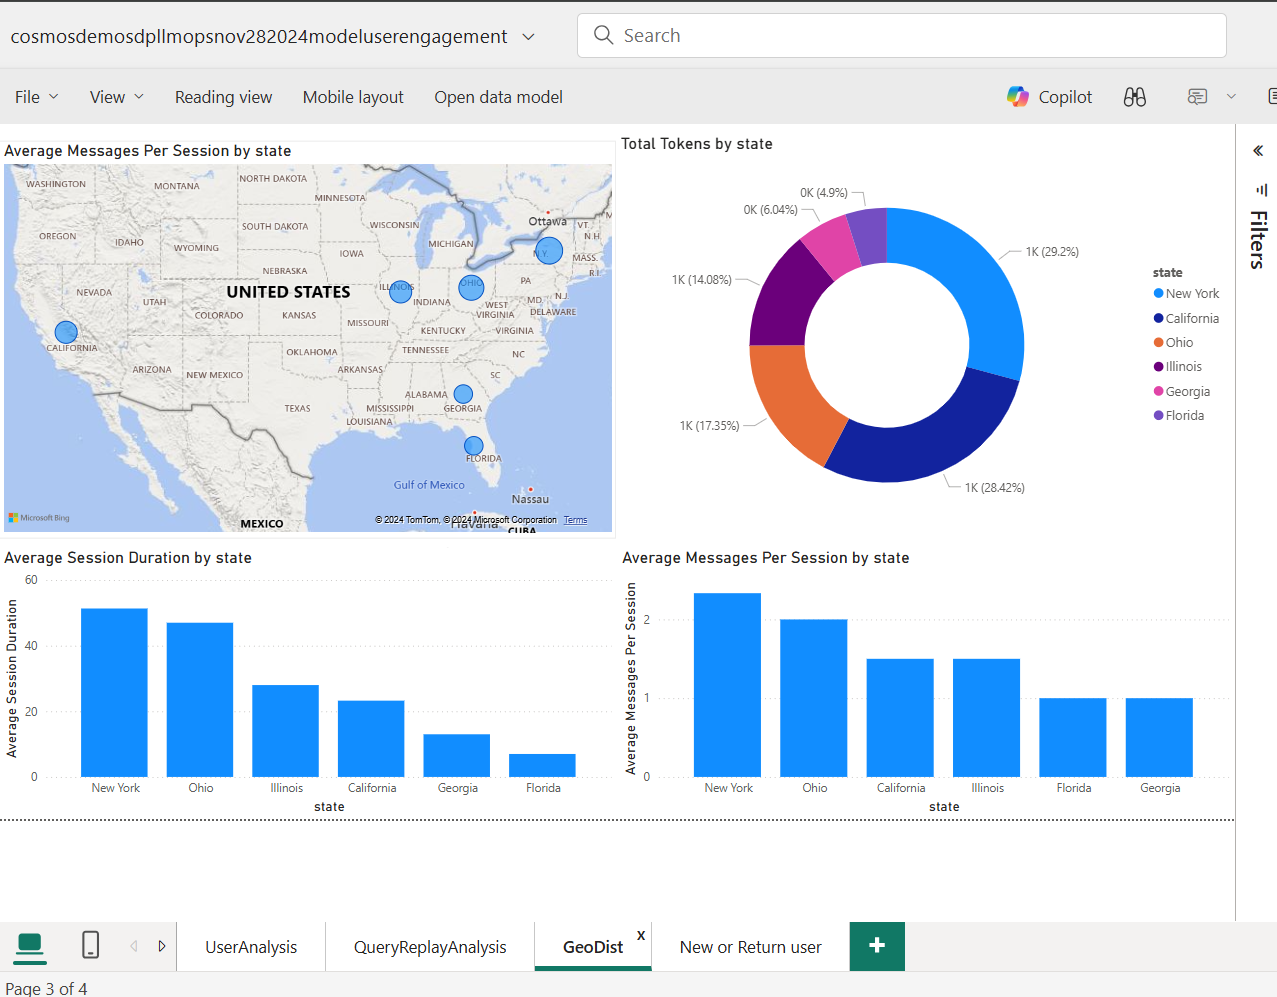 cosmosdemosdpllmopsnov282024modeluserengagement
Search
File
View
Reading view
Mobile layout
Open data model
Copilot
Average Messages Per Session by state
WASHINGTON
MONTANA
NORTH DAKOTA
MINNESOTA
Ottawa
VT.
N.H.
OREGON
IDAHO
WYOMING
SOUTH DAKOTA
WISCONSIN
MICHIGAN
N.Y.
MASS.
R.I.
NEBRASKA
IOWA
NEVADA
UTAH
COLORADO
UNITED STATES
KANSAS
ILLINOIS
INDIANA
OHIO
PA
N.J.
MD.
DELAWARE
WEST
VIRGINIA
MISSOURI
KENTUCKY
VIRGINIA
CALIFORNIA
ARIZONA
NEW MEXICO
OKLAHOMA
TENNESSEE
NC
ARKANSAS
SC
TEXAS
MISSISSIPPI
ALABAMA
GEORGIA
LOUISIANA
FLORIDA
Gulf of Mexico
Nassau
Havana
MEXICO
CUBA
Microsoft Bing
© 2024 TomTom, © 2024 Microsoft Corporation Terms
Total Tokens by state
0K (4.9%)
0K (6.04%)
1K (29.2%)
1K (14.08%)
1K (17.35%)
1K (28.42%)
state
New York
California
Ohio
Illinois
Georgia
Florida
Filters
Average Session Duration by state
Average Session Duration
60
40
20
0
New York
Ohio
Illinois
California
Georgia
Florida
state
Average Messages Per Session by state
Average Messages Per Session
2
1
0
New York
Ohio
California
Illinois
Florida
Georgia
state
UserAnalysis
QueryReplayAnalysis
GeoDist
x
New or Return user
+
Page 3 of 4